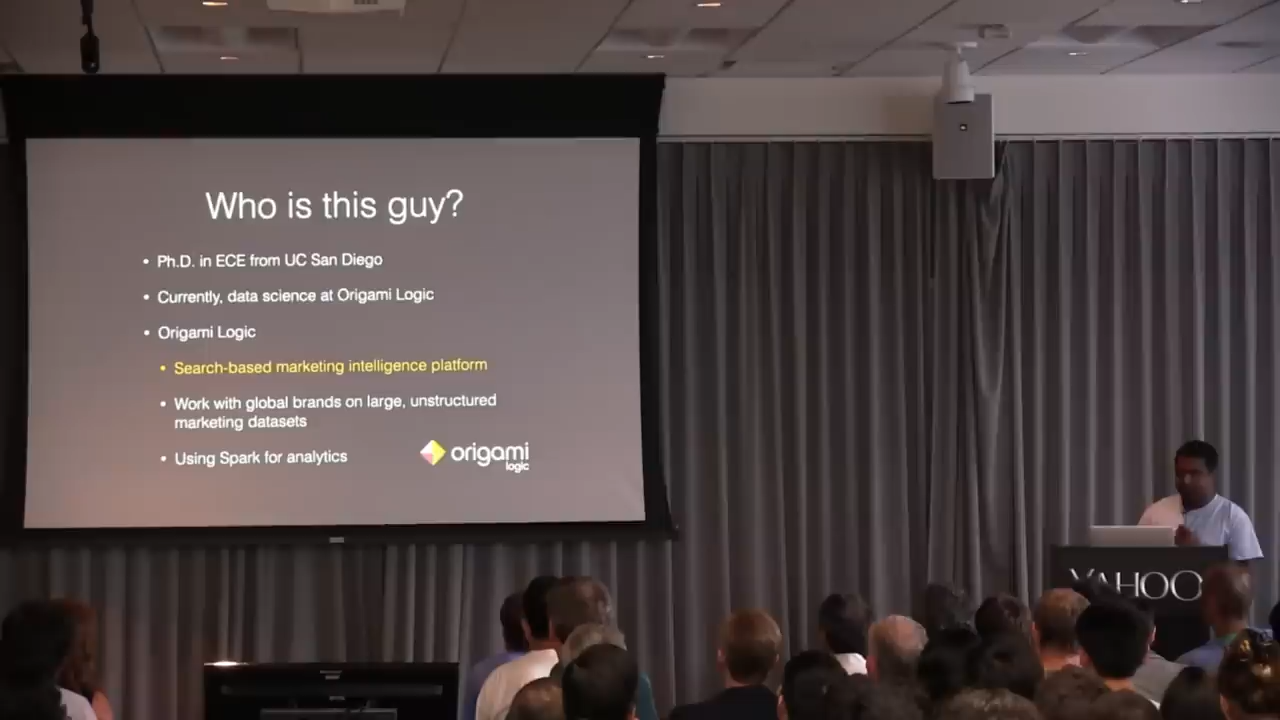 Who is this guy?
• Ph.D. in ECE from UC San Diego
• Currently, data science at Origami Logic
• Origami Logic
• Search-based marketing intelligence platform
• Work with global brands on large, unstructured
marketing datasets
• Using Spark for analytics
origami
logic
YAHOO